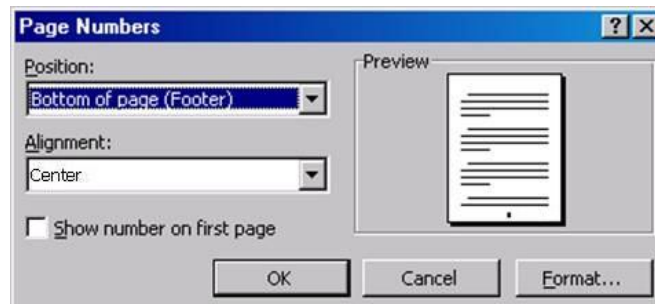 Page Numbers
Position:
Preview
Bottom of page (Footer)
Alignment:
Center
Show number on first page
OK
Cancel
Format...